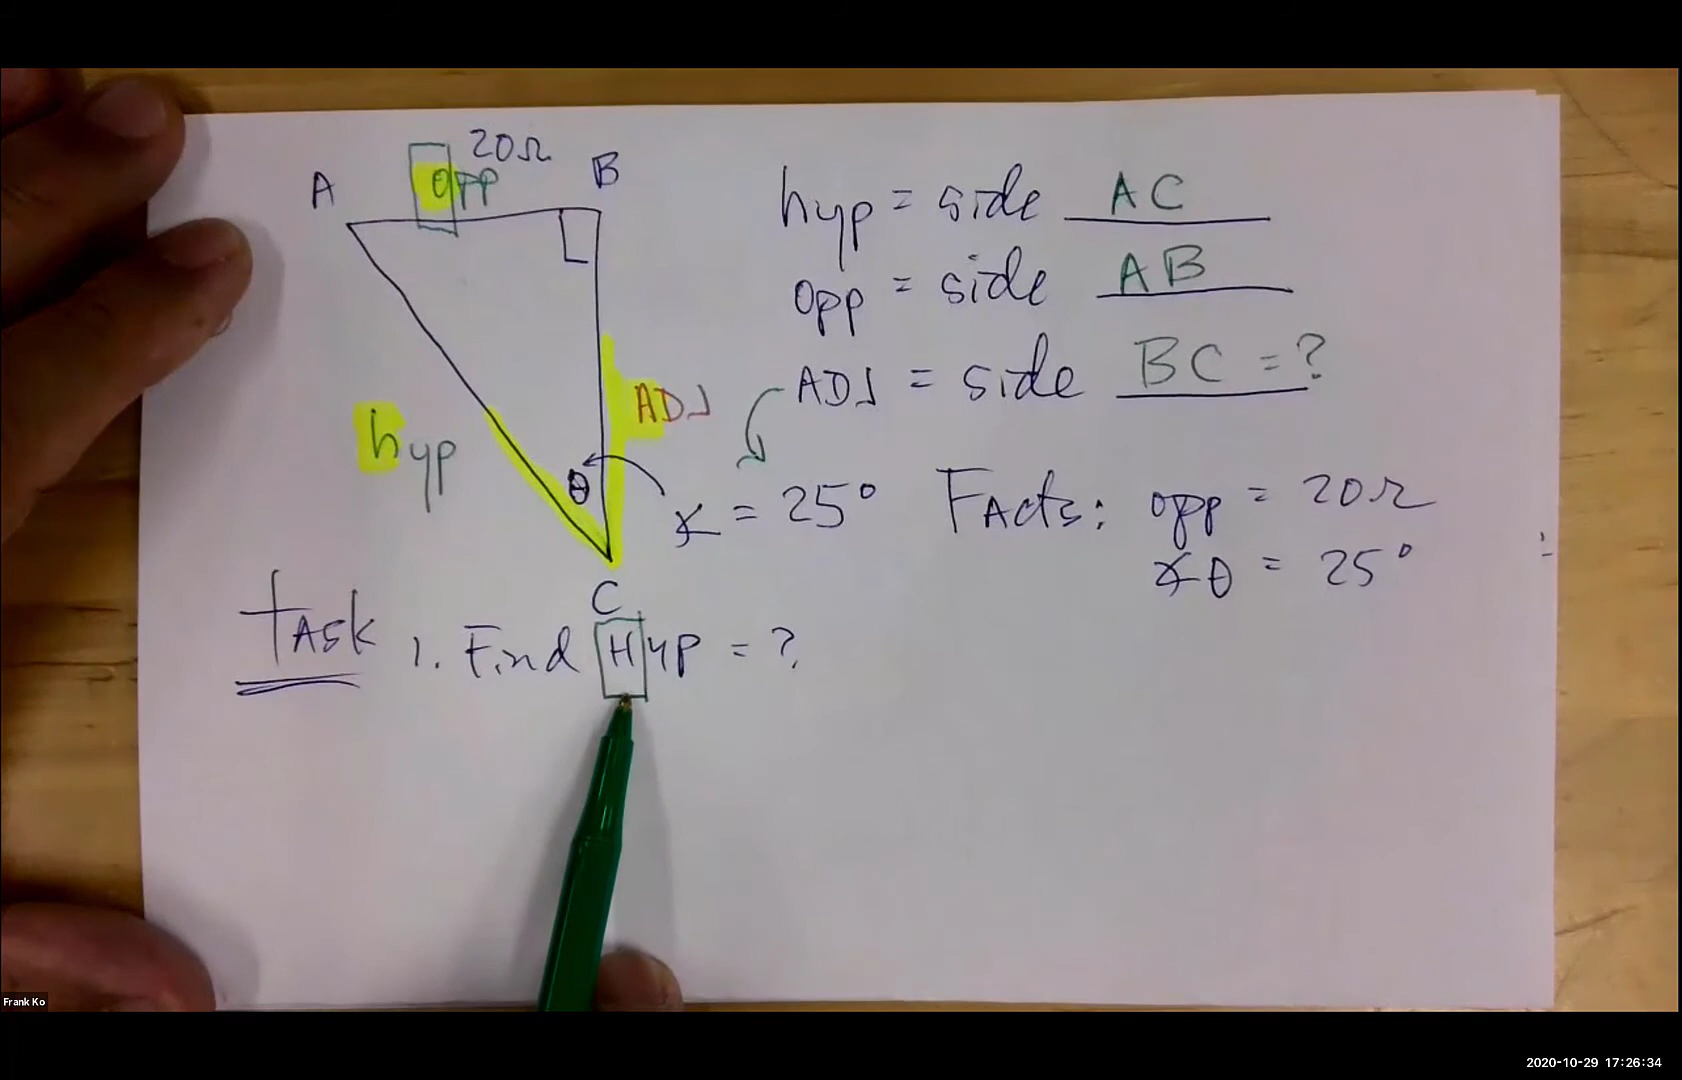 20Ω
A OPP B
hyp = side AC
opp = side AB
ADJ = side BC = ?
hyp
ADJ
θ
∡ = 25°
Facts: opp = 20Ω
∡θ = 25°
C
Task 1. Find Hyp = ?
Frank Ko
2020-10-29 17:26:34